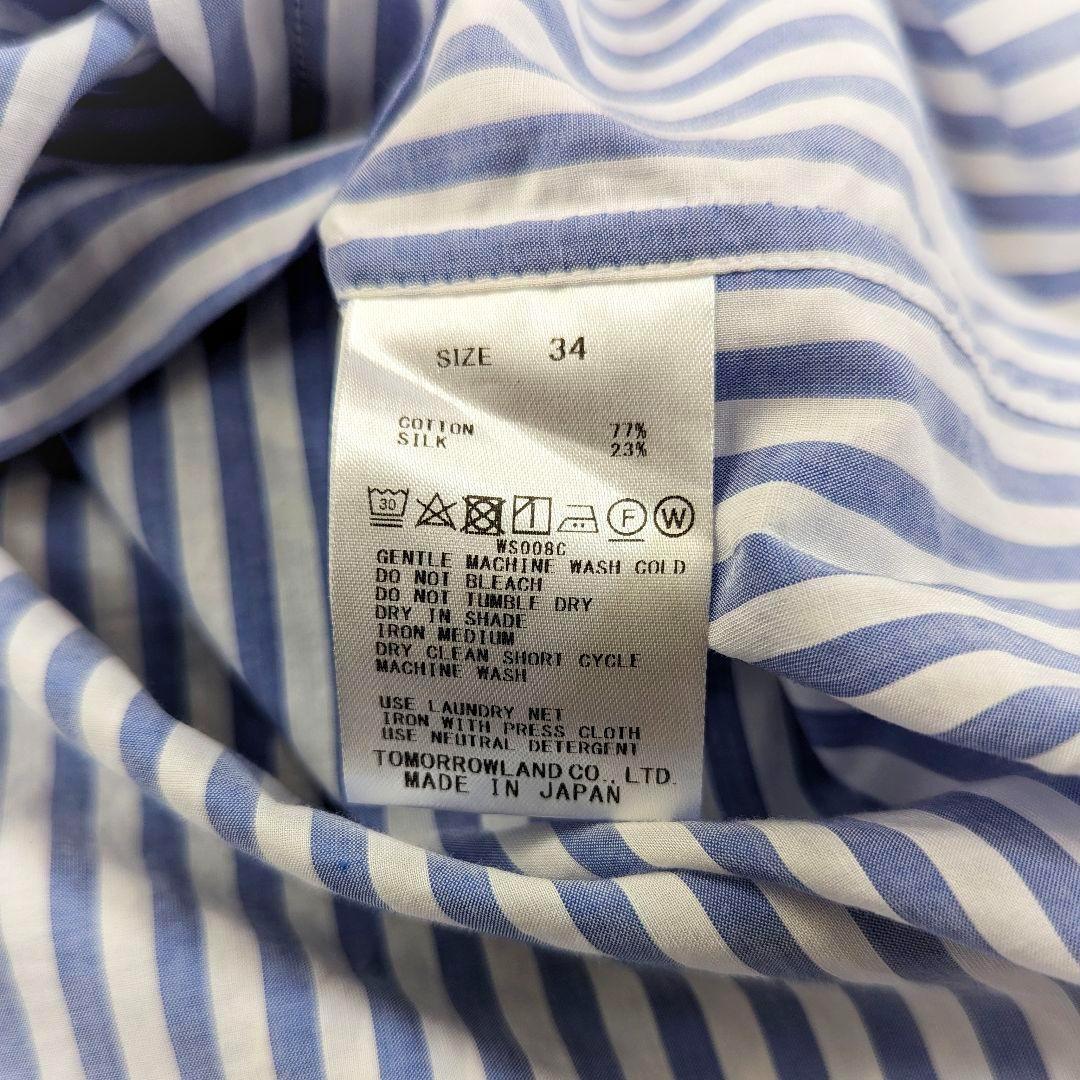 SIZE 34
COTTON 77%
SILK 23%
30 F W
WS008C
GENTLE MACHINE WASH COLD
DO NOT BLEACH
DO NOT TUMBLE DRY
DRY IN SHADE
IRON MEDIUM
DRY CLEAN SHORT CYCLE
MACHINE WASH
USE LAUNDRY NET
IRON WITH PRESS CLOTH
USE NEUTRAL DETERGENT
TOMORROWLAND CO., LTD.
MADE IN JAPAN